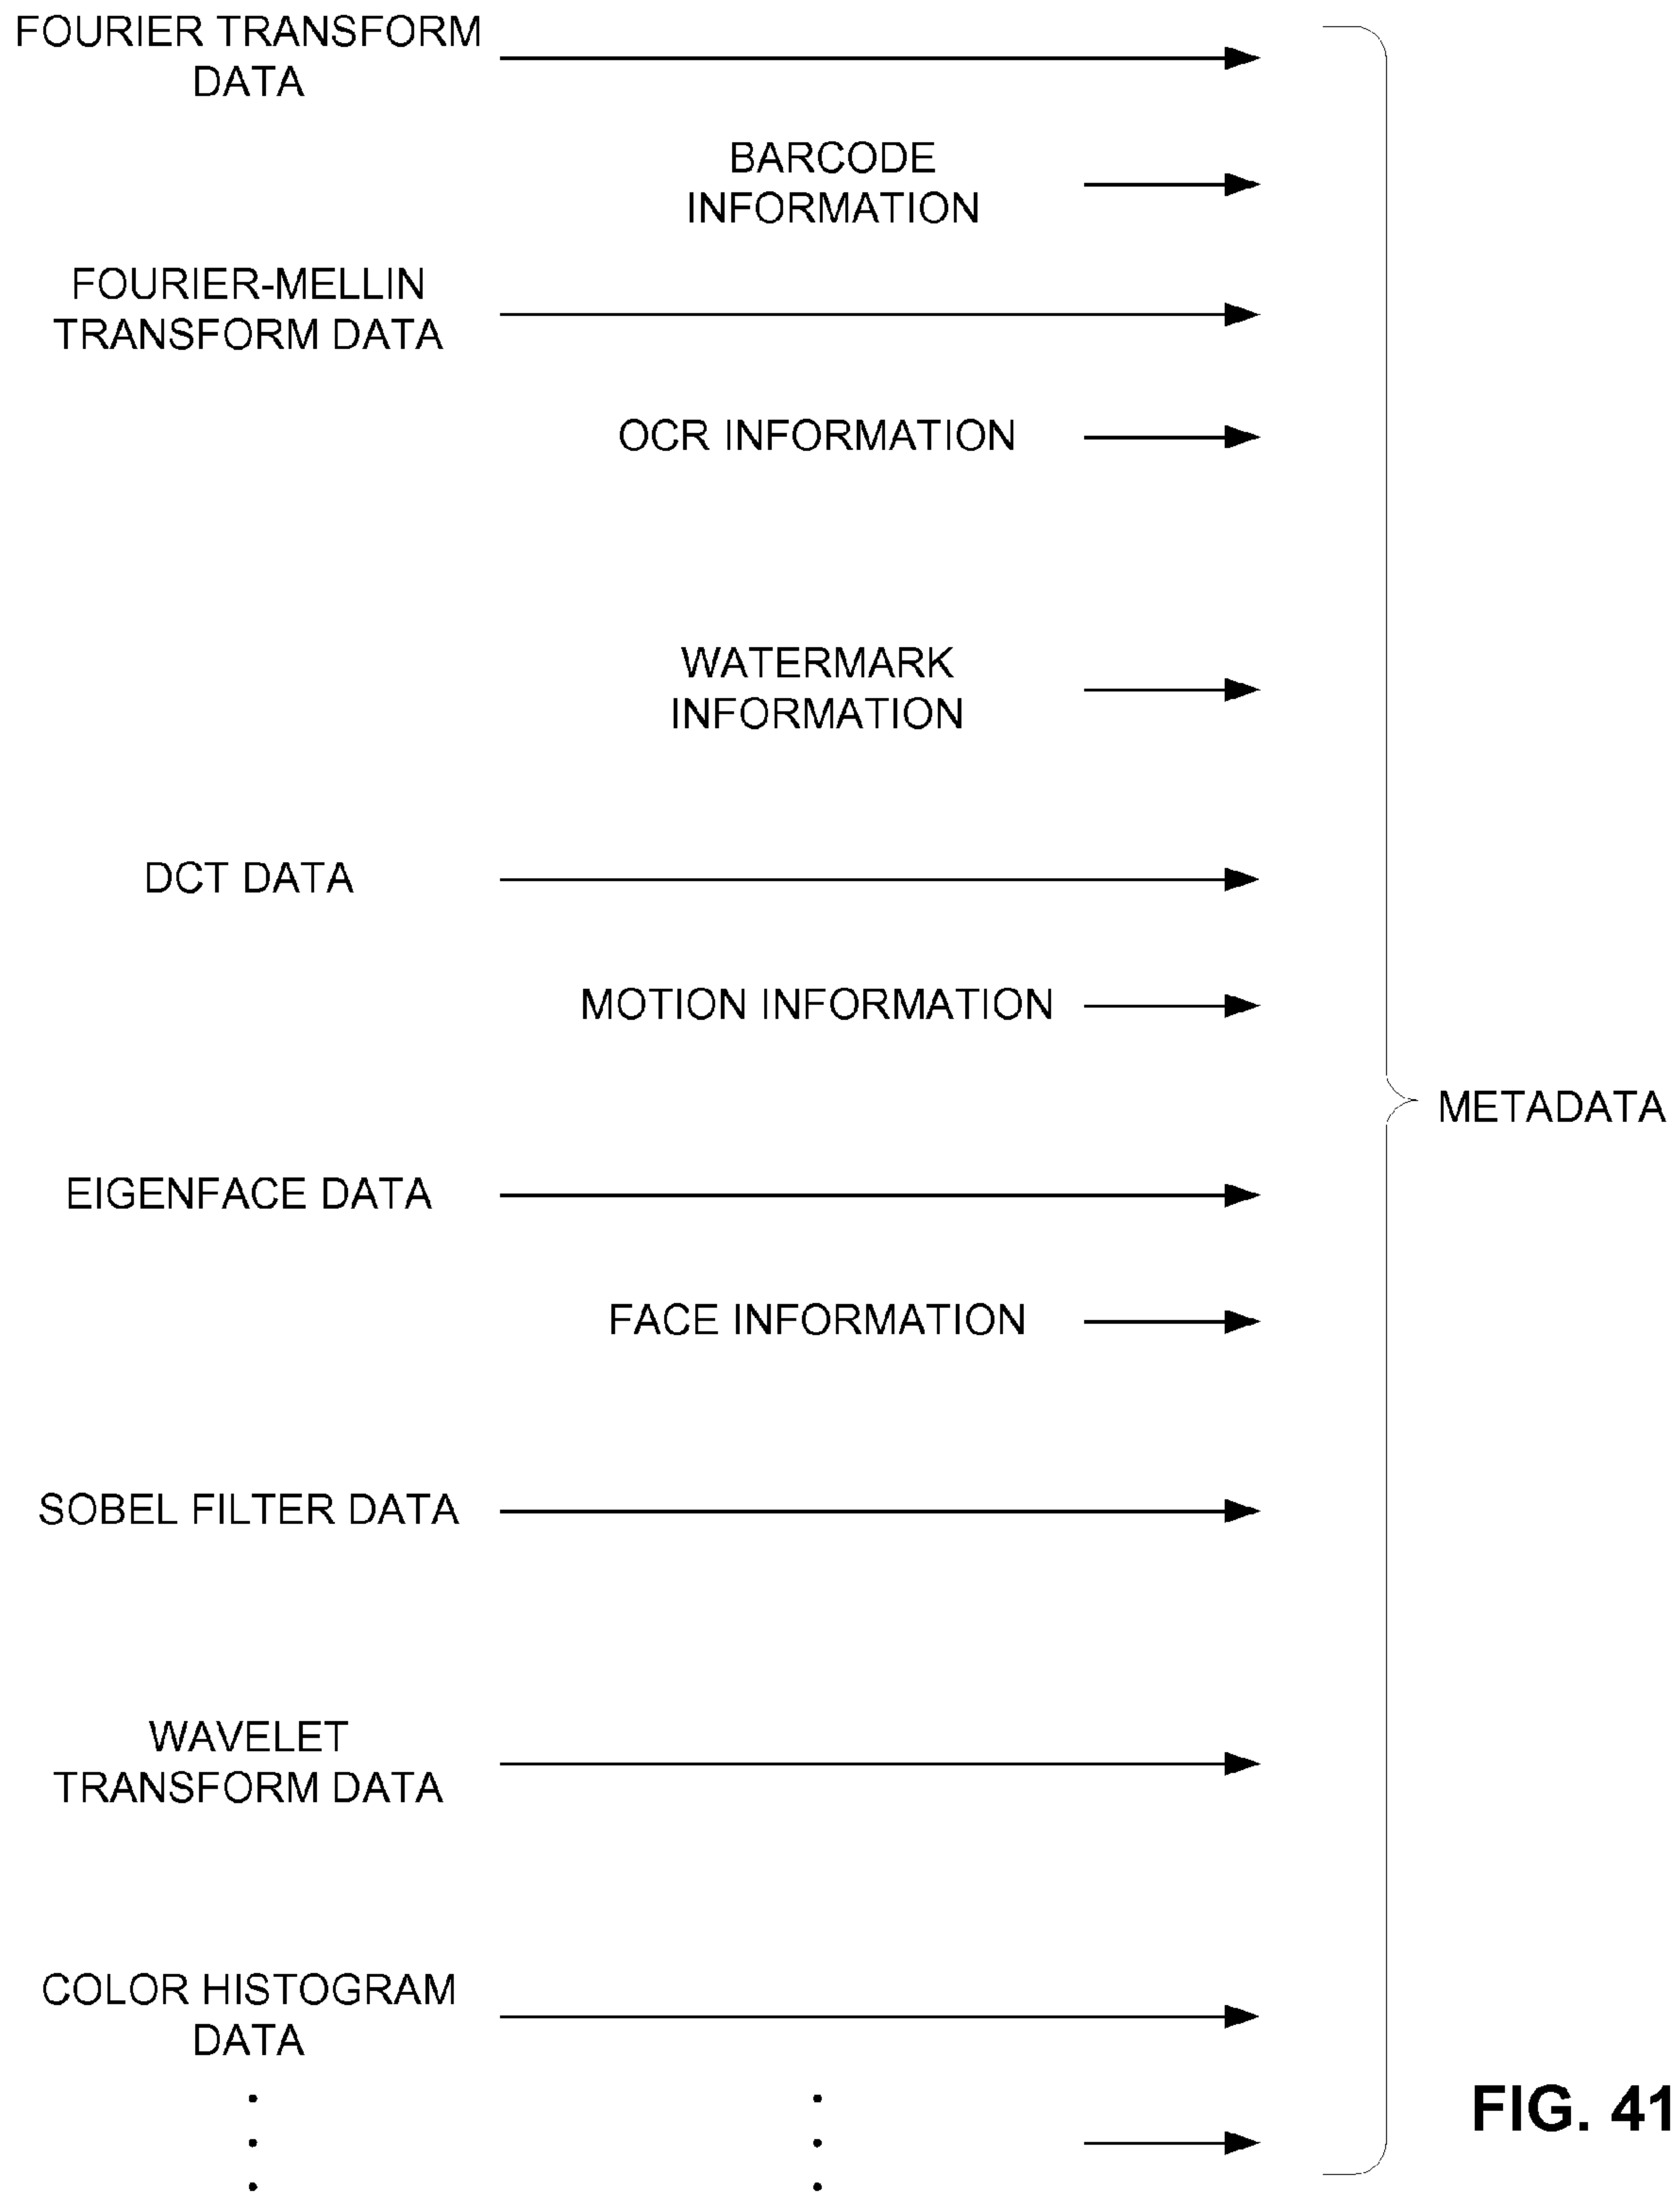 FOURIER TRANSFORM
DATA
BARCODE
INFORMATION
FOURIER-MELLIN
TRANSFORM DATA
OCR INFORMATION
WATERMARK
INFORMATION
DCT DATA
MOTION INFORMATION
METADATA
EIGENFACE DATA
FACE INFORMATION
SOBEL FILTER DATA
WAVELET
TRANSFORM DATA
COLOR HISTOGRAM
DATA
FIG. 41